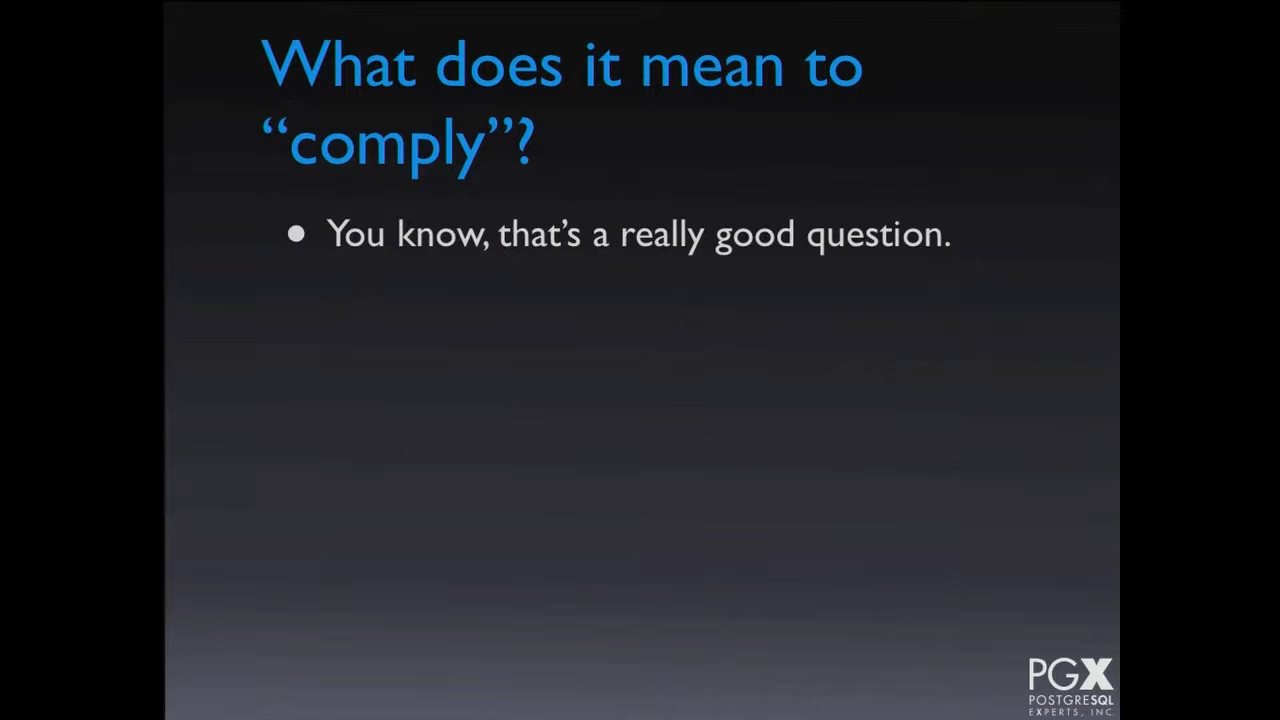 What does it mean to
“comply”?
• You know, that’s a really good question.
PGX
POSTGRESQL
EXPERTS, INC.